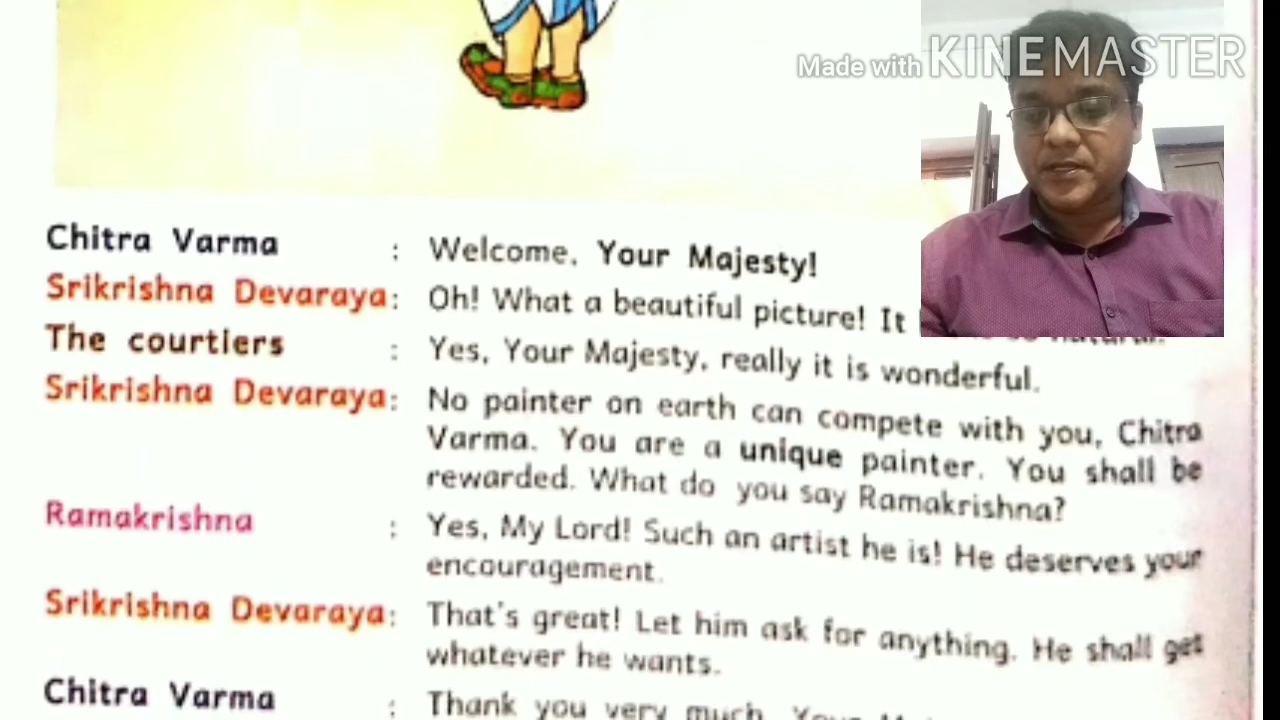 Made with KINEMASTER
Chitra Varma : Welcome, Your Majesty!
Srikrishna Devaraya: Oh! What a beautiful picture! It
The courtiers : Yes, Your Majesty, really it is wonderful.
Srikrishna Devaraya: No painter on earth can compete with you, Chitra
Varma. You are a unique painter. You shall be
rewarded. What do you say Ramakrishna?
Ramakrishna : Yes, My Lord! Such an artist he is! He deserves your
encouragement.
Srikrishna Devaraya: That's great! Let him ask for anything. He shall get
whatever he wants.
Chitra Varma : Thank you very much,